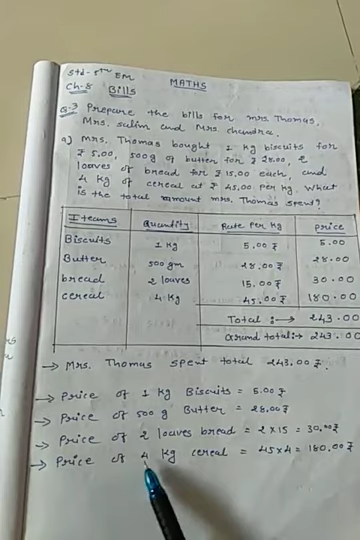 Std-5th EM
Ch-8 Bills MATHS
Q.3 Prepare the bills for mrs Thomas,
Mrs. Salim and Mrs. Chandra.
a) Mrs. Thomas bought 1 Kg biscuits for
₹ 5.00, 500g of butter for ₹ 28.00, 2
loaves of bread for ₹ 15.00 each, and
4 kg of cereal at ₹ 45.00 per kg. What
is the total amount mrs. Thomas spent?
Iteams Quantity Rate Per Kg price
Biscuits 1 Kg 5.00 ₹ 5.00
Butter 500 gm 28.00 ₹ 28.00
bread 2 louves 15.00 ₹ 30.00
cereal 4 Kg 45.00 ₹ 180.00
Total :→ 243.00
Grand total:→ 243.00
→ Mrs. Thomas spent total 243.00 ₹.
→ Price of 1 Kg Biscuits = 5.00 ₹
→ Price of 500 g Butter = 28.00 ₹
→ Price of 2 loaves bread = 2 x 15 = 30.00 ₹
→ Price of 4 Kg cereal = 45 x 4 = 180.00 ₹